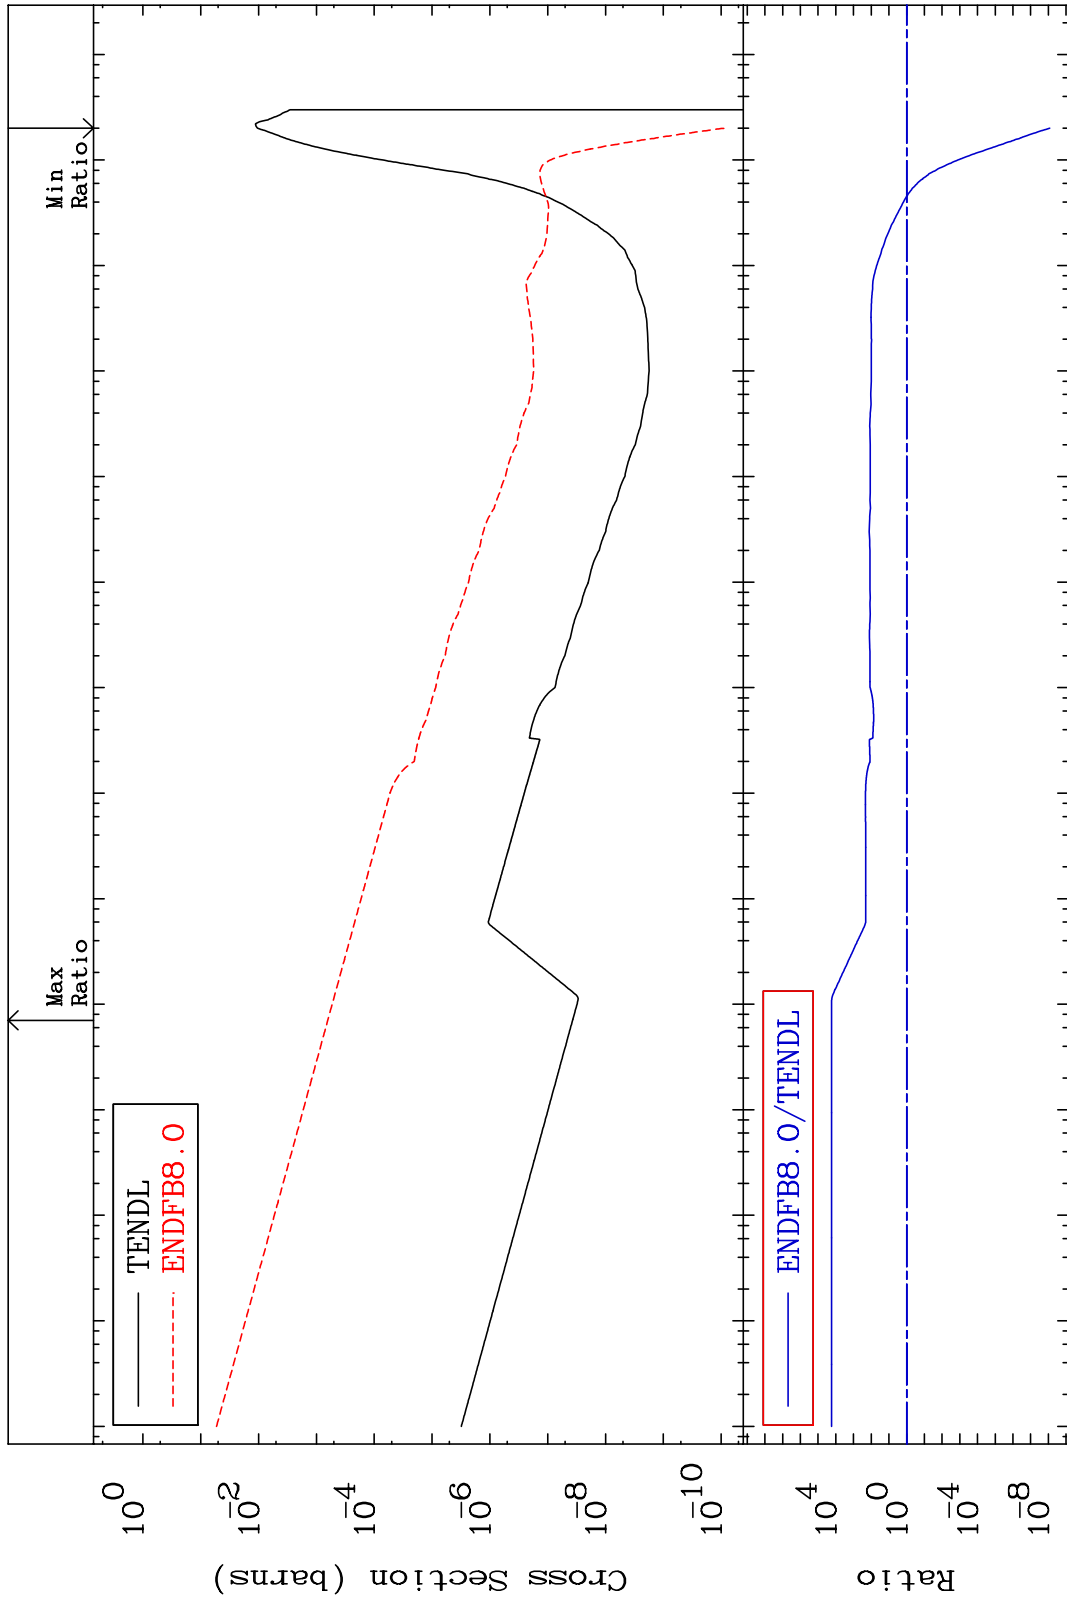 Max
Ratio
Min
Ratio
TENDL
ENDFB8.0
10^0
10^-2
10^-4
10^-6
10^-8
10^-10
Cross Section (barns)
ENDFB8.0/TENDL
10^4
10^0
10^-4
10^-8
Ratio